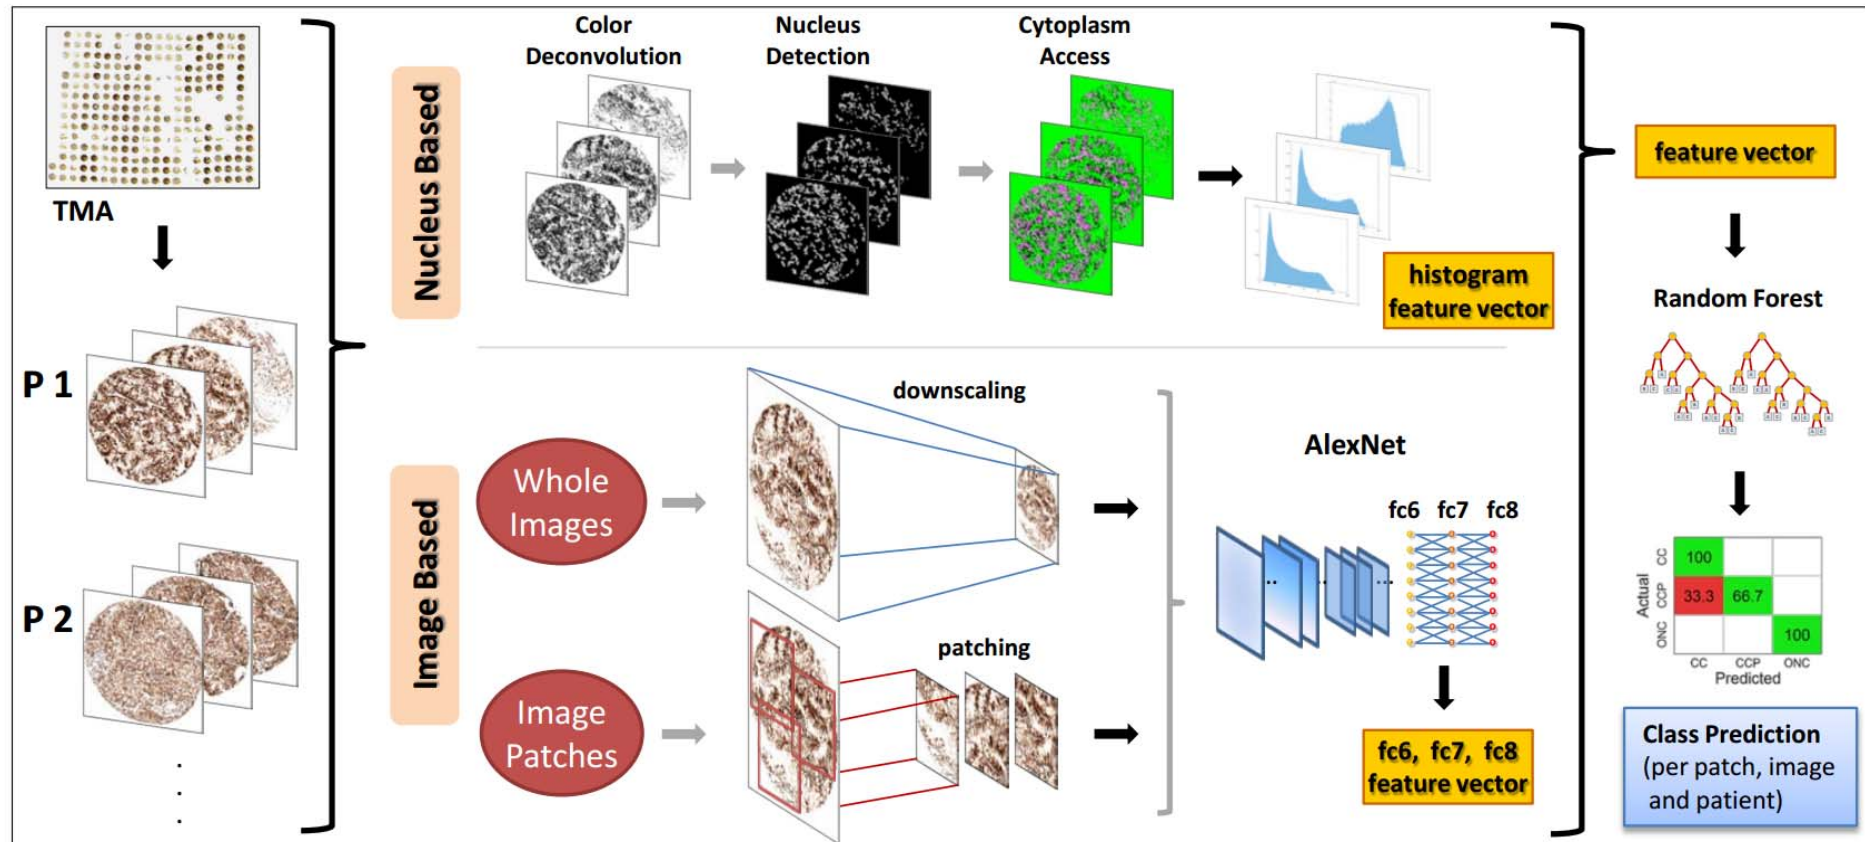 TMA
P 1
P 2
.
.
.
Nucleus Based
Color
Deconvolution
Nucleus
Detection
Cytoplasm
Access
histogram
feature vector
Image Based
Whole
Images
downscaling
Image
Patches
patching
AlexNet
fc6 fc7 fc8
fc6, fc7, fc8
feature vector
feature vector
Random Forest
Actual
CC
CCP
ONC
100
33.3 66.7
100
CC CCP ONC
Predicted
Class Prediction
(per patch, image
and patient)